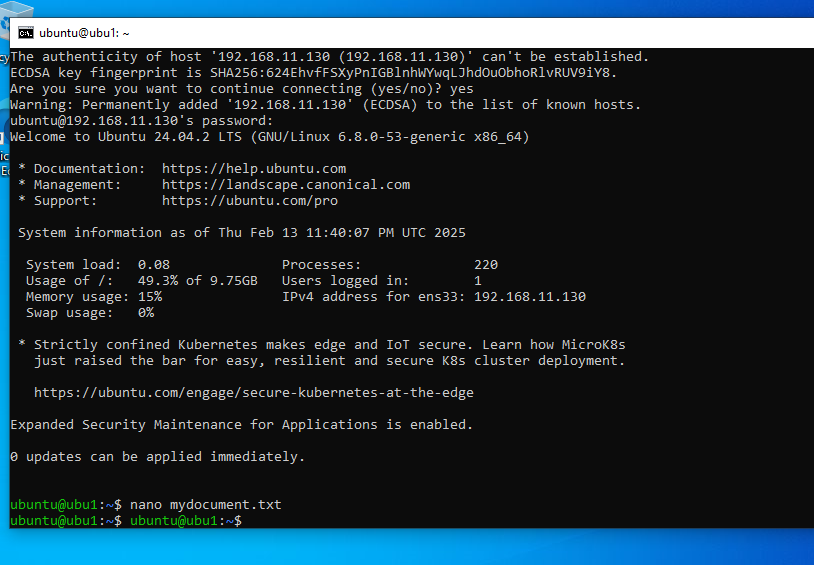 ubuntu@ubu1: ~
The authenticity of host '192.168.11.130 (192.168.11.130)' can't be established.
ECDSA key fingerprint is SHA256:624EhvfFSXyPnIGBlnhWYwqLJhdOuObhoRlvRUV9iY8.
Are you sure you want to continue connecting (yes/no)? yes
Warning: Permanently added '192.168.11.130' (ECDSA) to the list of known hosts.
ubuntu@192.168.11.130's password:
Welcome to Ubuntu 24.04.2 LTS (GNU/Linux 6.8.0-53-generic x86_64)
* Documentation:  https://help.ubuntu.com
* Management:     https://landscape.canonical.com
* Support:        https://ubuntu.com/pro
System information as of Thu Feb 13 11:40:07 PM UTC 2025
System load:  0.08               Processes:              220
Usage of /:   49.3% of 9.75GB   Users logged in:        1
Memory usage: 15%               IPv4 address for ens33: 192.168.11.130
Swap usage:   0%
* Strictly confined Kubernetes makes edge and IoT secure. Learn how MicroK8s
just raised the bar for easy, resilient and secure K8s cluster deployment.
https://ubuntu.com/engage/secure-kubernetes-at-the-edge
Expanded Security Maintenance for Applications is enabled.
0 updates can be applied immediately.
ubuntu@ubu1:~$ nano mydocument.txt
ubuntu@ubu1:~$ ubuntu@ubu1:~$